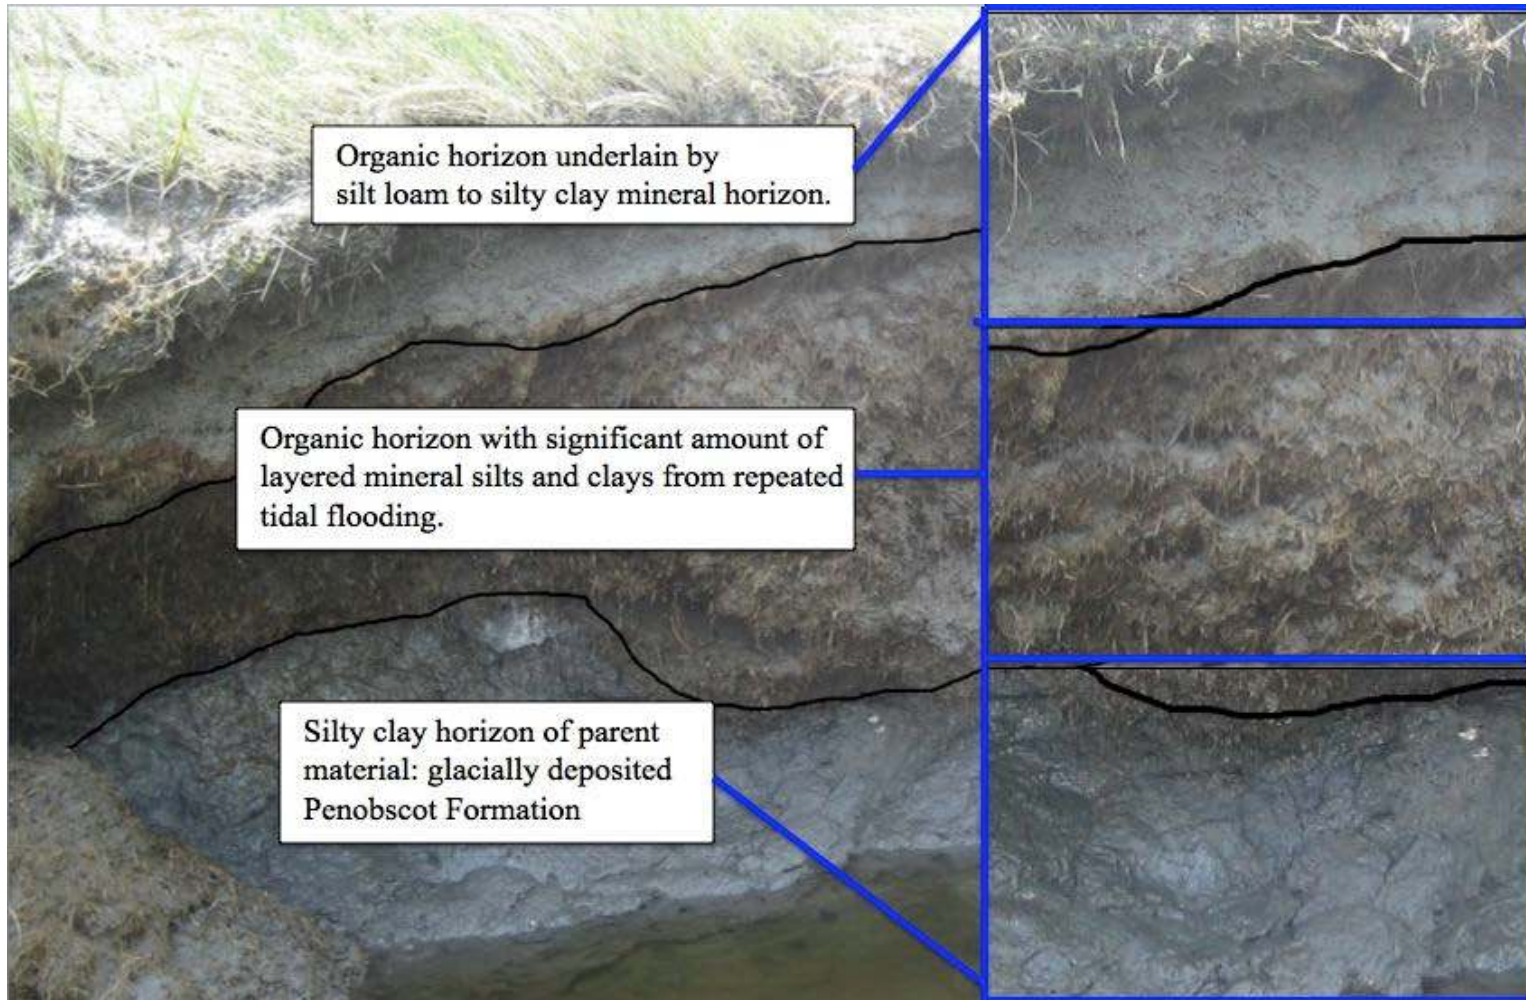 Organic horizon underlain by
silt loam to silty clay mineral horizon.
Organic horizon with significant amount of
layered mineral silts and clays from repeated
tidal flooding.
Silty clay horizon of parent
material: glacially deposited
Penobscot Formation